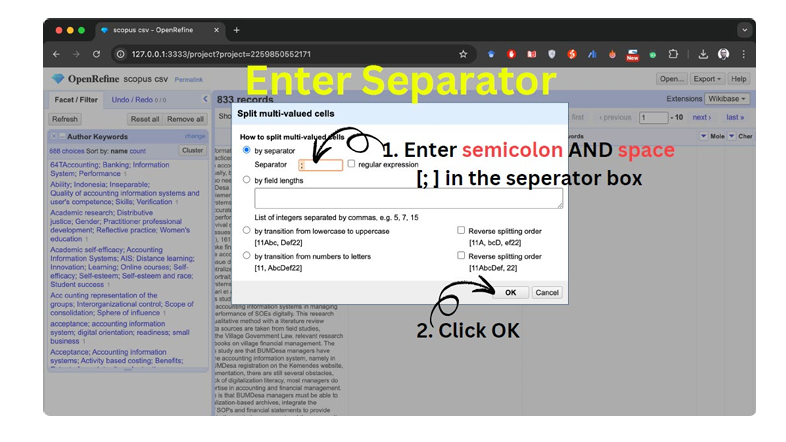 scopus csv - OpenRefine
127.0.0.1:3333/project?project=2259850552171
New
OpenRefine scopus csv Permalink
Open... Export Help
Enter Separator
Facet / Filter Undo / Redo 0 / 0
833 records
Extensions Wikibase
Refresh Reset all Remove all
Sho
first ‹ previous 1 - 10 next › last »
Author Keywords change
688 choices Sort by: name count Cluster
Mole Cher
Split multi-valued cells
How to split multi-valued cells
by separator
Separator ; regular expression
1. Enter semicolon AND space
[; ] in the seperator box
by field lengths
List of integers separated by commas, e.g. 5, 7, 15
by transition from lowercase to uppercase Reverse splitting order
[11Abc, Def22] [11A, bcD, ef22]
by transition from numbers to letters Reverse splitting order
[11, AbcDef22] [11AbcDef, 22]
OK Cancel
2. Click OK
64TAccounting; Banking; Information
System; Performance 1
Ability; Indonesia; Inseparable;
Quality of accounting information systems and
user's competence; Skills; Verification 1
Academic research; Distributive
justice; Gender; Practitioner professional
development; Reflective practice; Women's
education 1
Academic self-efficacy; Accounting
Information Systems; AIS; Distance learning;
Innovation; Learning; Online courses; Self-
efficacy; Self-esteem; Self-esteem and race;
Student success 1
Acc ounting representation of the
groups; Interorganizational control; Scope of
consolidation; Sphere of influence 1
acceptance; accounting information
system; digital orientation; readiness; small
business 1
Acceptance; Accounting information
systems; Activity based costing; Benefits;
accounting information systems in managing
performance of SOEs digitally. This research
qualitative method with a literature review
ta sources are taken from field studies,
the Village Government Law, relevant research
books on village financial management. The
study are that BUMDesa managers have
he accounting information system, namely in
UMDesa registration on the Kemendes website,
ementation, there are still several obstacles,
ck of digitalization literacy, most managers do
rtise in accounting and financial management.
is that BUMDesa managers must be able to
ization-based archives, integrate the
SOPs and financial statements to provide